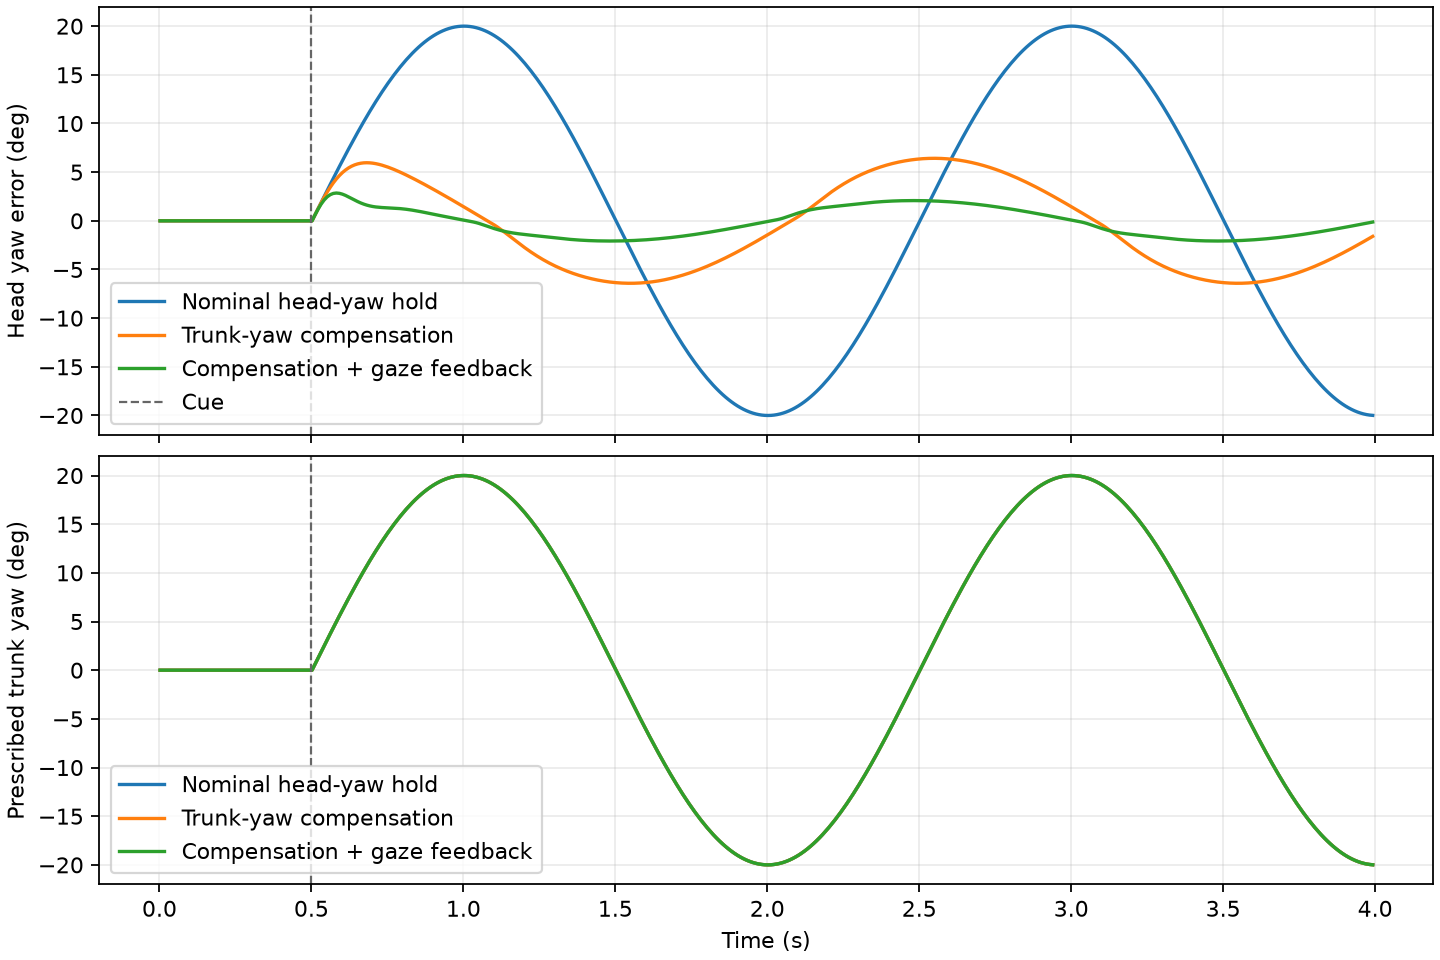 Head yaw error (deg)
20
15
10
5
0
−5
−10
−15
−20
Nominal head-yaw hold
Trunk-yaw compensation
Compensation + gaze feedback
Cue
Prescribed trunk yaw (deg)
20
15
10
5
0
−5
−10
−15
−20
Nominal head-yaw hold
Trunk-yaw compensation
Compensation + gaze feedback
0.0 0.5 1.0 1.5 2.0 2.5 3.0 3.5 4.0
Time (s)